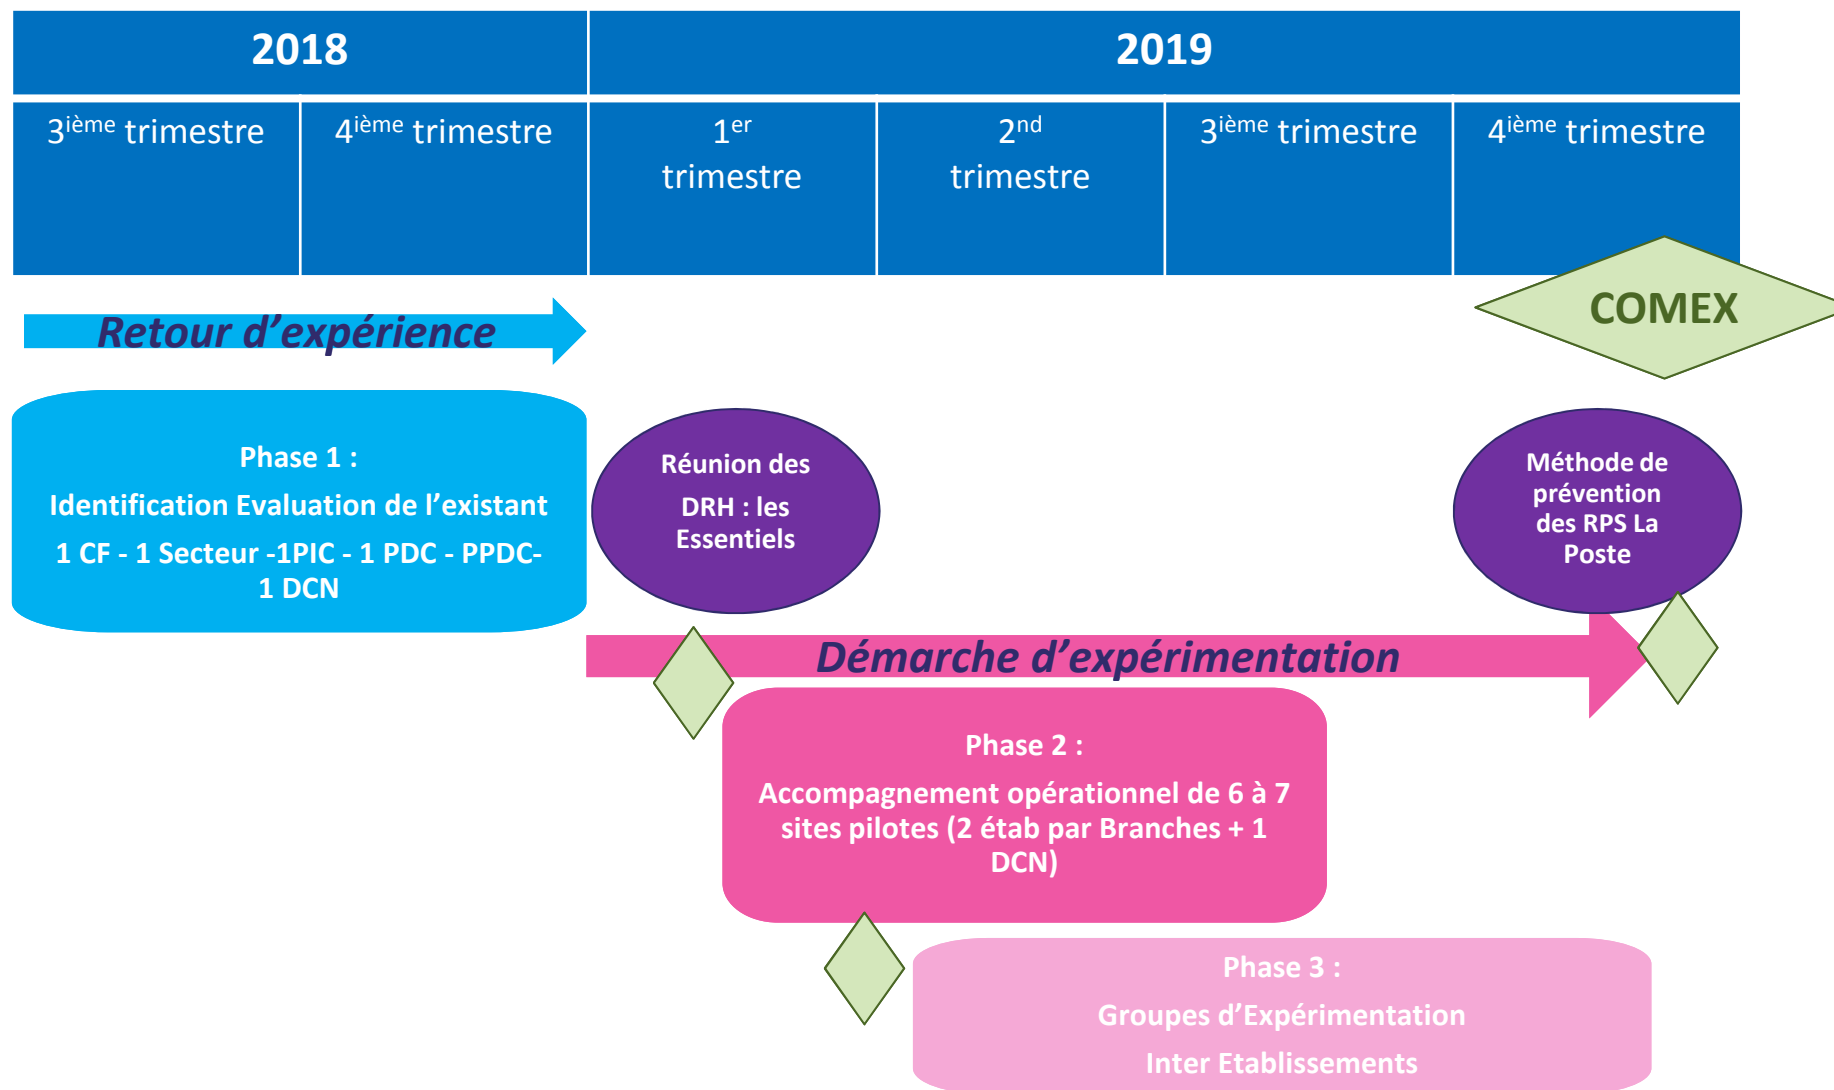 2018
2019
3ième trimestre
4ième trimestre
1er
trimestre
2nd
trimestre
3ième trimestre
4ième trimestre
COMEX
Retour d’expérience
Phase 1 :
Identification Evaluation de l’existant
1 CF - 1 Secteur -1PIC - 1 PDC - PPDC-
1 DCN
Réunion des
DRH : les
Essentiels
Méthode de
prévention
des RPS La
Poste
Démarche d’expérimentation
Phase 2 :
Accompagnement opérationnel de 6 à 7
sites pilotes (2 étab par Branches + 1
DCN)
Phase 3 :
Groupes d’Expérimentation
Inter Etablissements